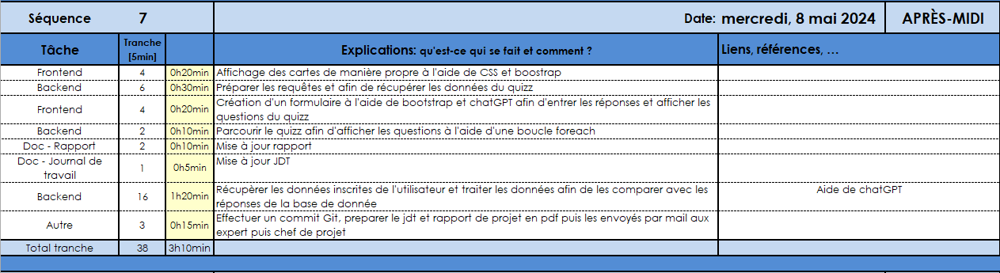 Séquence 7 Date: mercredi, 8 mai 2024 APRÈS-MIDI
Tâche Tranche [5min] Explications: qu'est-ce qui se fait et comment ? Liens, références, ...
Frontend 4 0h20min Affichage des cartes de manière propre à l'aide de CSS et boostrap
Backend 6 0h30min Préparer les requêtes et afin de récupérer les données du quizz
Frontend 4 0h20min Création d'un formulaire à l'aide de bootstrap et chatGPT afin d'entrer les réponses et afficher les
questions du quizz
Backend 2 0h10min Parcourir le quizz afin d'afficher les questions à l'aide d'une boucle foreach
Doc - Rapport 2 0h10min Mise à jour rapport
Doc - Journal de
travail 1 0h5min Mise à jour JDT
Backend 16 1h20min Récupèrer les données inscrites de l'utilisateur et traiter les données afin de les comparer avec les
réponses de la base de donnée Aide de chatGPT
Autre 3 0h15min Effectuer un commit Git, preparer le jdt et rapport de projet en pdf puis les envoyés par mail aux
expert puis chef de projet
Total tranche 38 3h10min